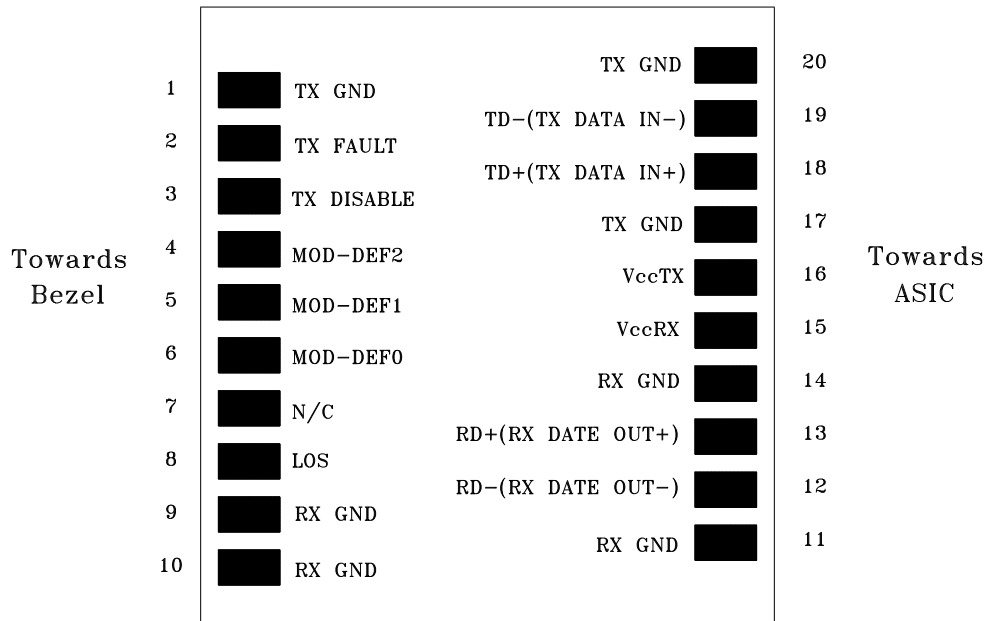 1 TX GND
2 TX FAULT
3 TX DISABLE
4 MOD-DEF2
5 MOD-DEF1
6 MOD-DEF0
7 N/C
8 LOS
9 RX GND
10 RX GND
Towards
Bezel
TX GND 20
TD-(TX DATA IN-) 19
TD+(TX DATA IN+) 18
TX GND 17
VccTX 16
VccRX 15
RX GND 14
RD+(RX DATE OUT+) 13
RD-(RX DATE OUT-) 12
RX GND 11
Towards
ASIC